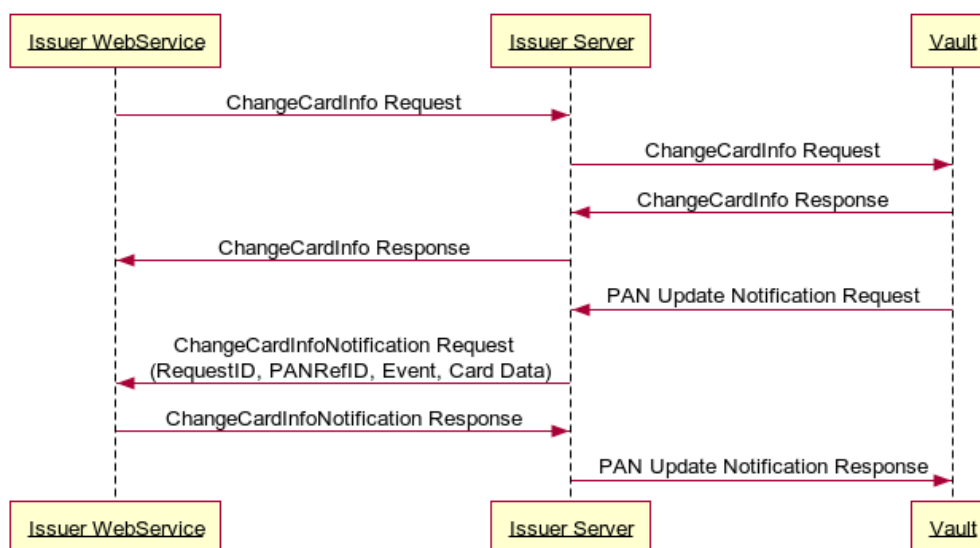 Issuer WebService
Issuer Server
Vault
ChangeCardInfo Request
ChangeCardInfo Request
ChangeCardInfo Response
ChangeCardInfo Response
PAN Update Notification Request
ChangeCardInfoNotification Request
(RequestID, PANRefID, Event, Card Data)
ChangeCardInfoNotification Response
PAN Update Notification Response
Issuer WebService
Issuer Server
Vault